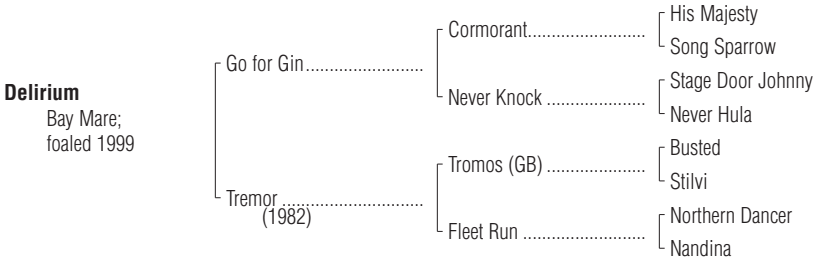 His Majesty
Cormorant..........................
Song Sparrow
Go for Gin..........................
Stage Door Johnny
Never Knock ......................
Never Hula
Delirium
Bay Mare;
foaled 1999
Busted
Tromos (GB) ......................
Stilvi
Tremor ...............................
(1982)
Northern Dancer
Fleet Run ...........................
Nandina